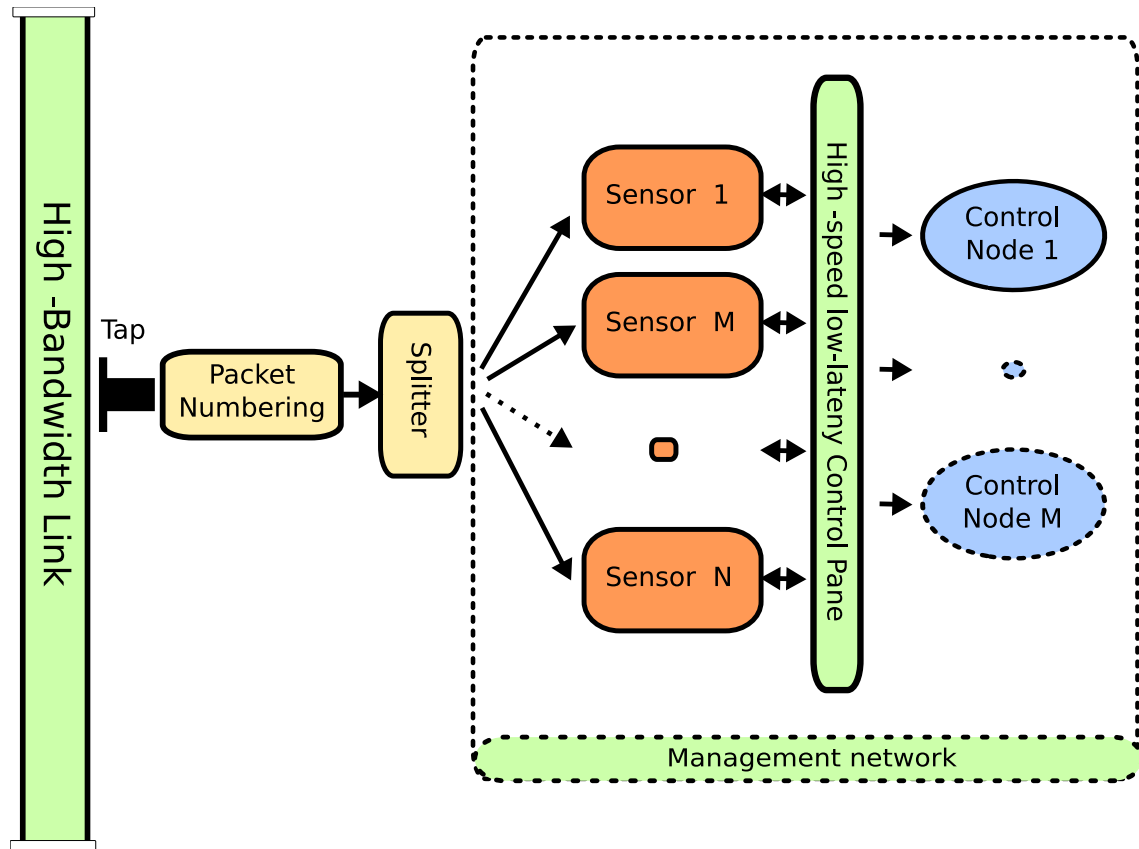 High -Bandwidth Link
Tap
Packet
Numbering
Splitter
Sensor 1
Sensor M
Sensor N
High -speed low-lateny Control Pane
Control
Node 1
Control
Node M
Management network